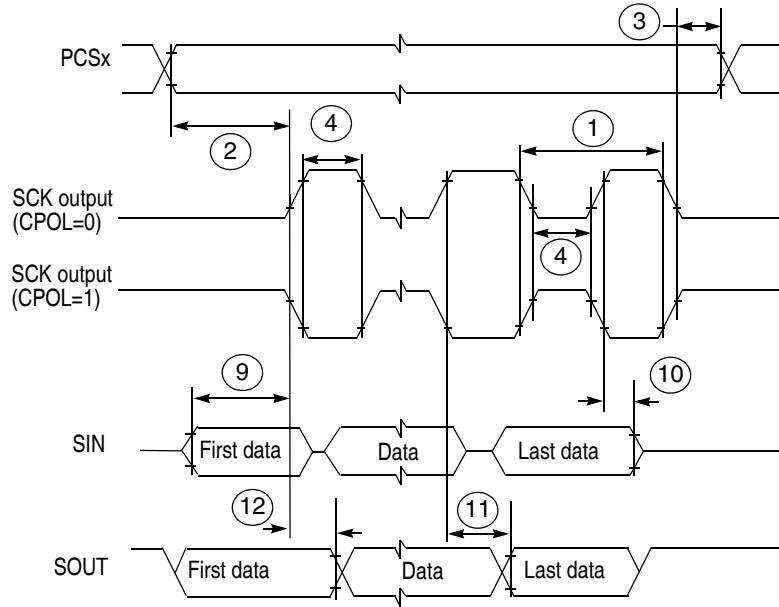 3
PCSx
2
4
1
SCK output
(CPOL=0)
4
SCK output
(CPOL=1)
9
10
SIN
First data
Data
Last data
12
11
SOUT
First data
Data
Last data